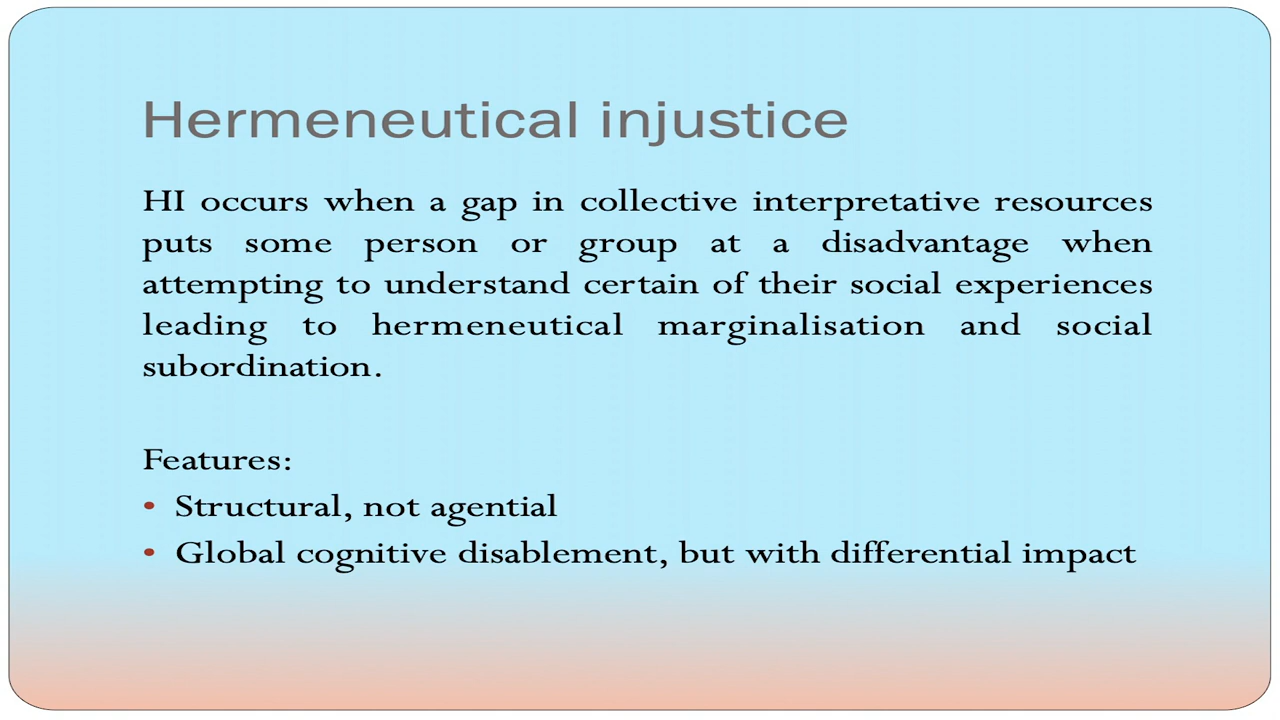 Hermeneutical injustice
HI occurs when a gap in collective interpretative resources
puts some person or group at a disadvantage when
attempting to understand certain of their social experiences
leading to hermeneutical marginalisation and social
subordination.
Features:
• Structural, not agential
• Global cognitive disablement, but with differential impact